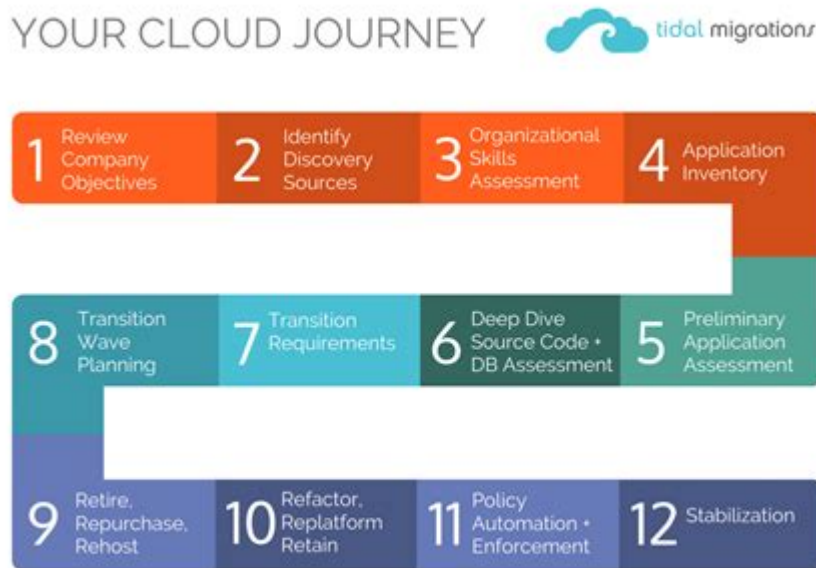 YOUR CLOUD JOURNEY
tidal migrations
1
Review
Company
Objectives
2
Identify
Discovery
Sources
3
Organizational
Skills
Assessment
4
Application
Inventory
5
Preliminary
Application
Assessment
6
Deep Dive
Source Code +
DB Assessment
7
Transition
Requirements
8
Transition
Wave
Planning
9
Retire,
Repurchase,
Rehost
10
Refactor,
Replatform
Retain
11
Policy
Automation +
Enforcement
12
Stabilization